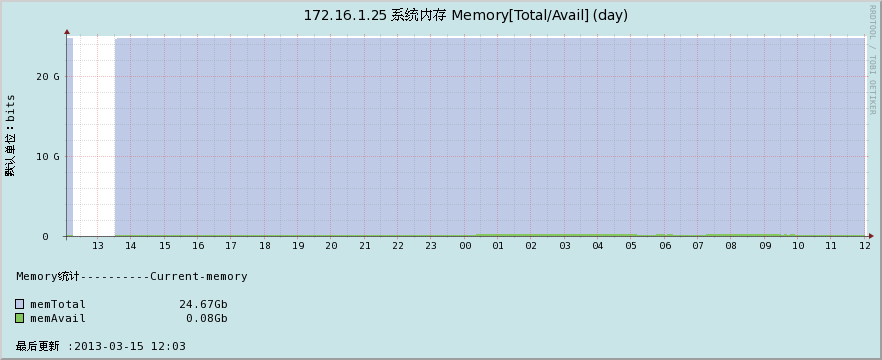 172.16.1.25 系统内存 Memory[Total/Avail] (day)
RRDTOOL / TOBI OETIKER
默认单位：bits
20 G
10 G
0
13 14 15 16 17 18 19 20 21 22 23 00 01 02 03 04 05 06 07 08 09 10 11 12
Memory统计----------Current-memory
memTotal 24.67Gb
memAvail 0.08Gb
最后更新 :2013-03-15 12:03